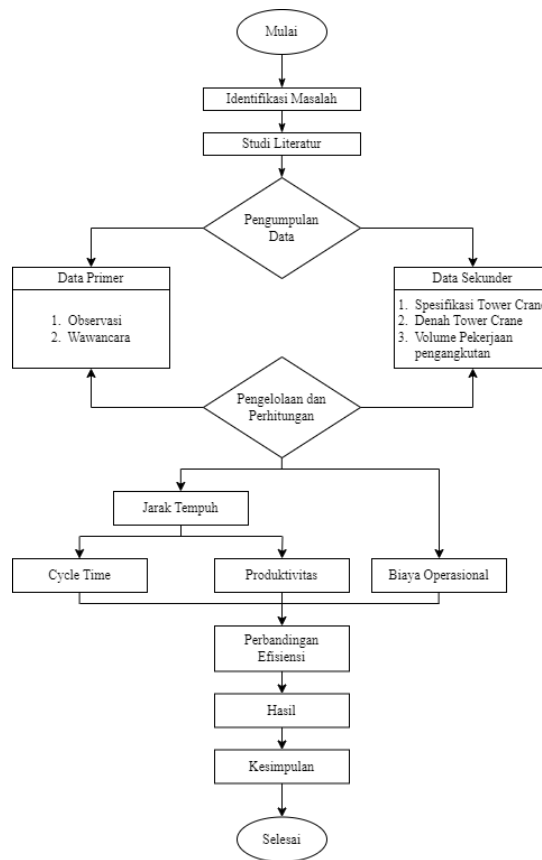 Mulai
Identifikasi Masalah
Studi Literatur
Pengumpulan
Data
Data Primer
1. Observasi
2. Wawancara
Data Sekunder
1. Spesifikasi Tower Crane
2. Denah Tower Crane
3. Volume Pekerjaan
pengangkutan
Pengelolaan dan
Perhitungan
Jarak Tempuh
Cycle Time
Produktivitas
Biaya Operasional
Perbandingan
Efisiensi
Hasil
Kesimpulan
Selesai